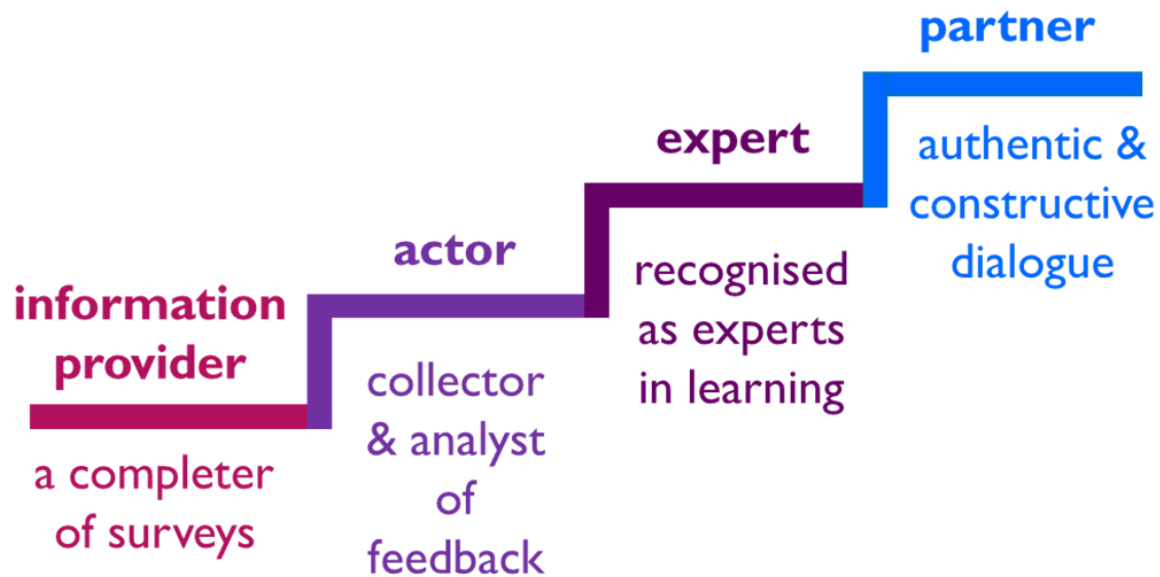 information
provider
a completer
of surveys
actor
collector
& analyst
of
feedback
expert
recognised
as experts
in learning
partner
authentic &
constructive
dialogue